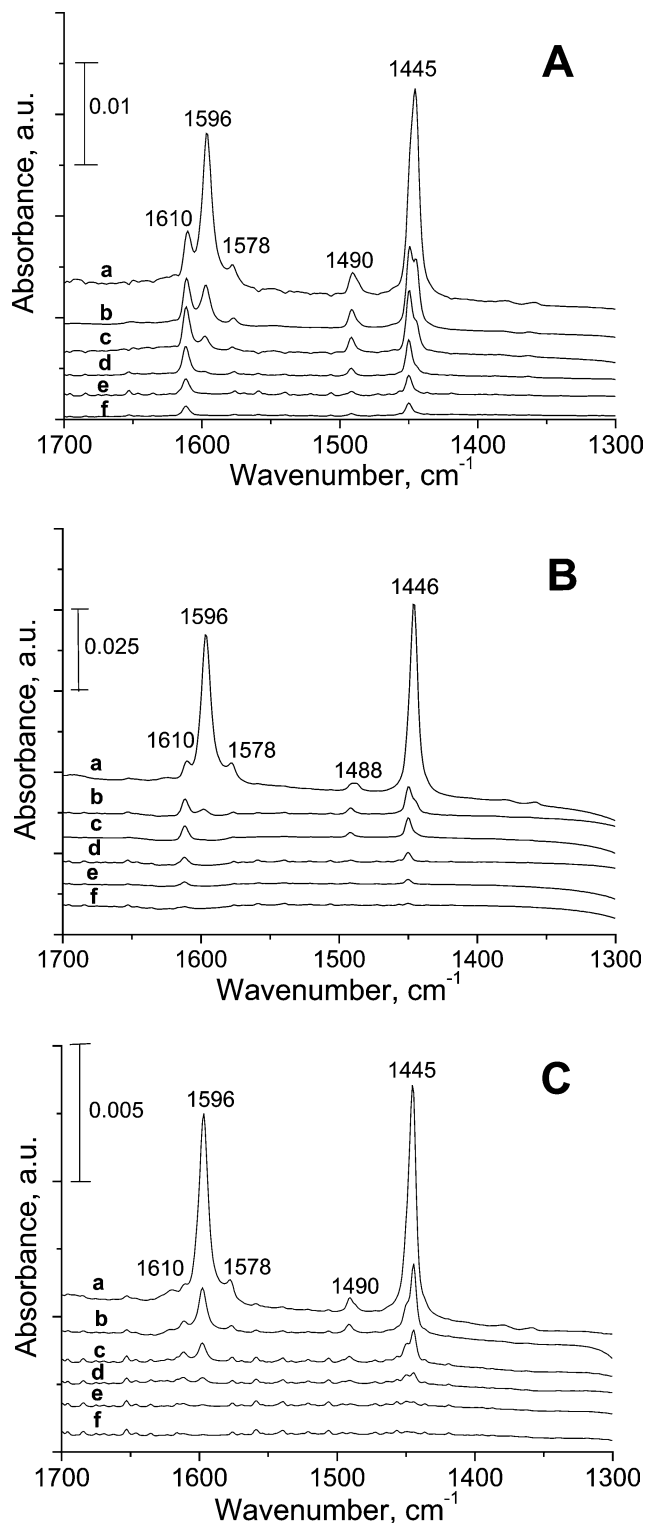 A
1445
0.01
1596
1610
1578
1490
a
b
c
d
e
f
Absorbance, a.u.
1700 1600 1500 1400 1300
Wavenumber, cm-1
B
1446
0.025
1596
1610
1578
1488
a
b
c
d
e
f
Absorbance, a.u.
1700 1600 1500 1400 1300
Wavenumber, cm-1
C
1445
0.005
1596
1610
1578
1490
a
b
c
d
e
f
Absorbance, a.u.
1700 1600 1500 1400 1300
Wavenumber, cm-1